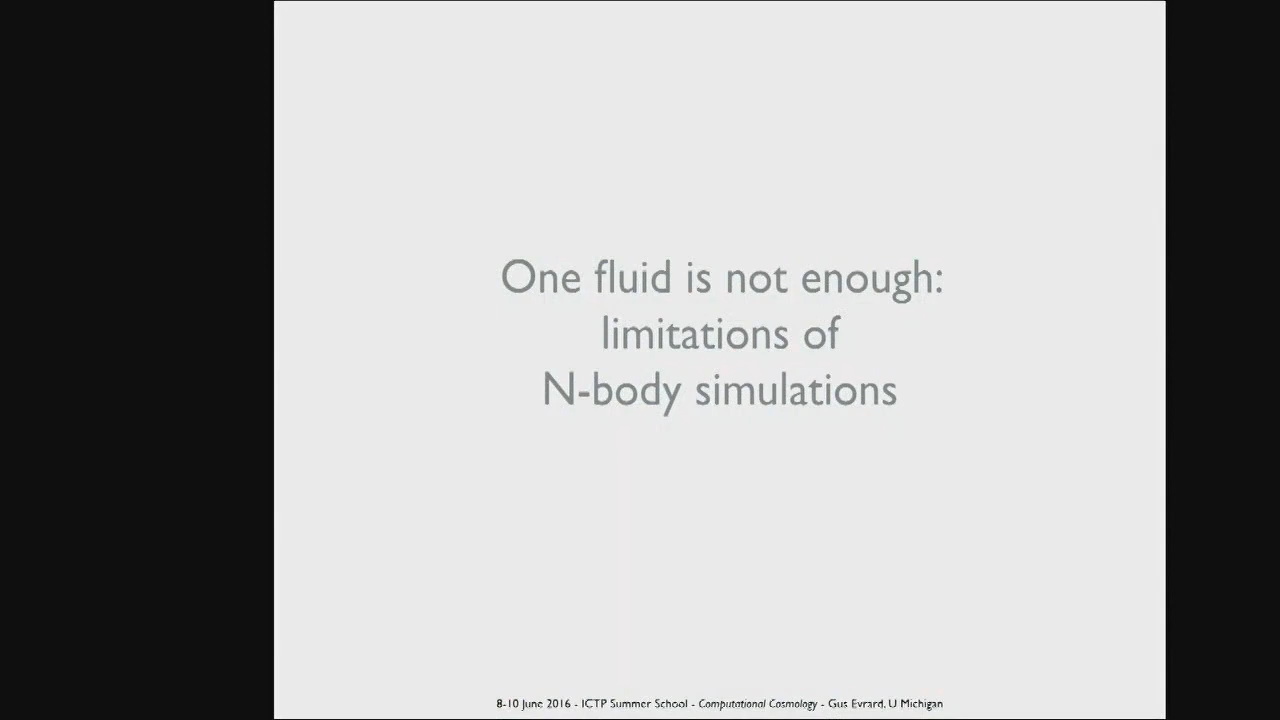 One fluid is not enough:
limitations of
N-body simulations
8-10 June 2016 - ICTP Summer School - Computational Cosmology - Gus Evrard, U Michigan